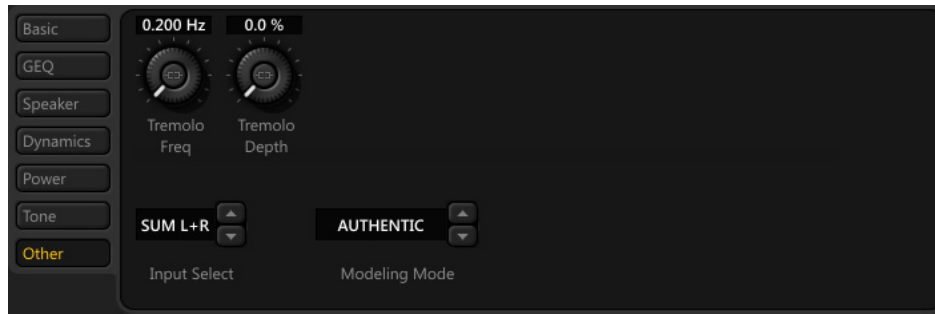 Basic
GEQ
Speaker
Dynamics
Power
Tone
Other
0.200 Hz
0.0 %
Tremolo
Freq
Tremolo
Depth
SUM L+R
AUTHENTIC
Input Select
Modeling Mode